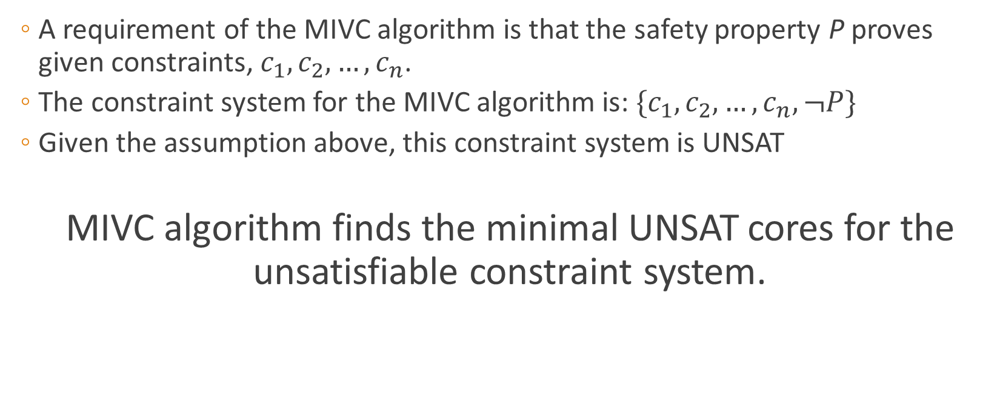 ◦ A requirement of the MIVC algorithm is that the safety property P proves
given constraints, c₁, c₂, … , cₙ.
◦ The constraint system for the MIVC algorithm is: {c₁, c₂, … , cₙ, ¬P}
◦ Given the assumption above, this constraint system is UNSAT
MIVC algorithm finds the minimal UNSAT cores for the
unsatisfiable constraint system.